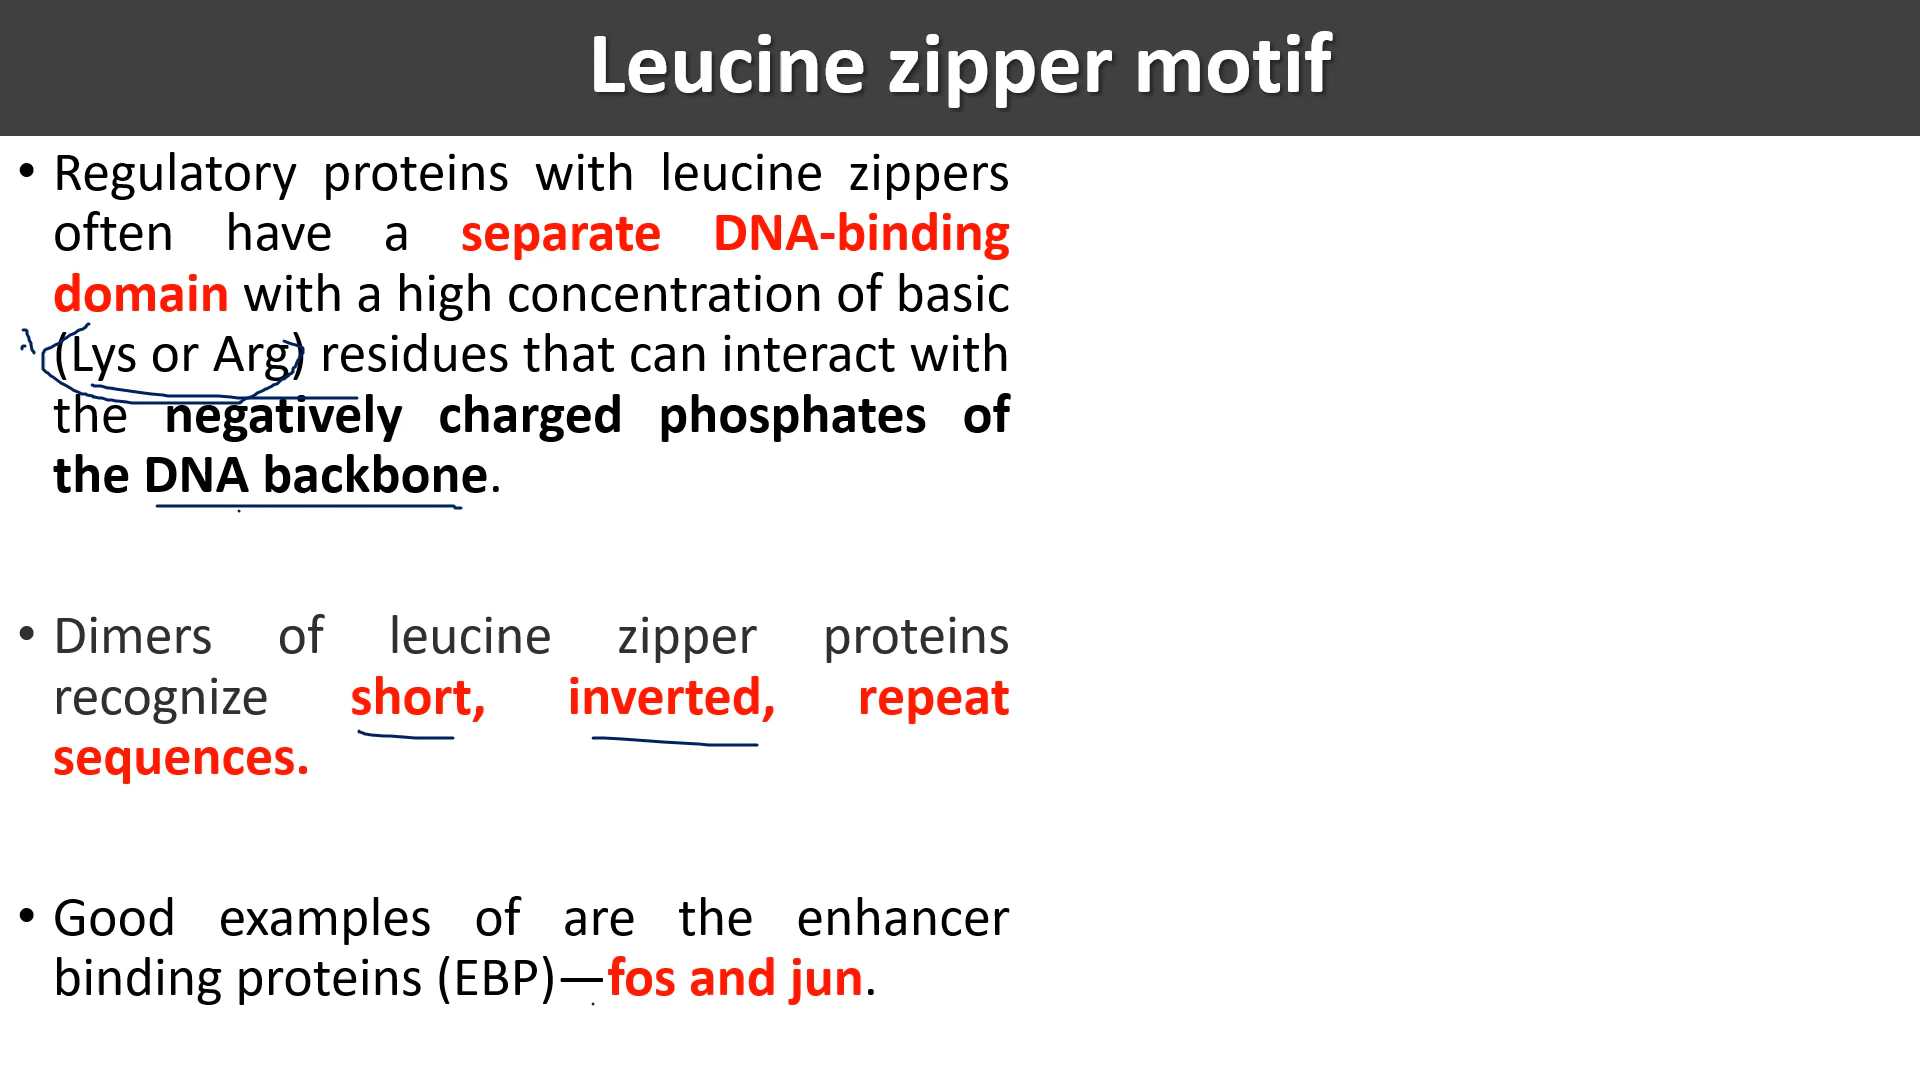 Leucine zipper motif
• Regulatory proteins with leucine zippers
often have a separate DNA-binding
domain with a high concentration of basic
(Lys or Arg) residues that can interact with
the negatively charged phosphates of
the DNA backbone.
• Dimers of leucine zipper proteins
recognize short, inverted, repeat
sequences.
• Good examples of are the enhancer
binding proteins (EBP)—fos and jun.